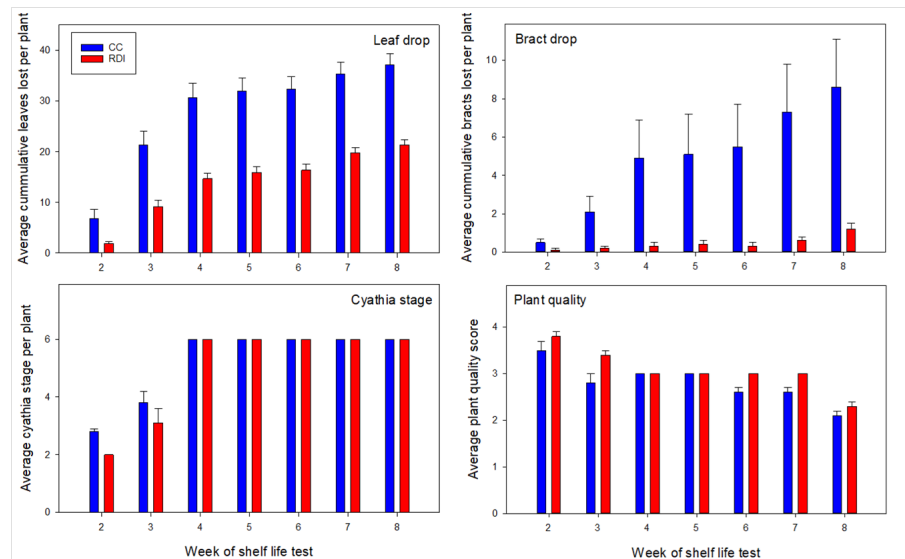 Average cummulative leaves lost per plant
Leaf drop
CC
RDI
40
30
20
10
0
2 3 4 5 6 7 8
Average cummulative bracts lost per plant
Bract drop
10
8
6
4
2
0
2 3 4 5 6 7 8
Average cyathia stage per plant
Cyathia stage
6
4
2
0
2 3 4 5 6 7 8
Week of shelf life test
Average plant quality score
Plant quality
4
3
2
1
0
2 3 4 5 6 7 8
Week of shelf life test